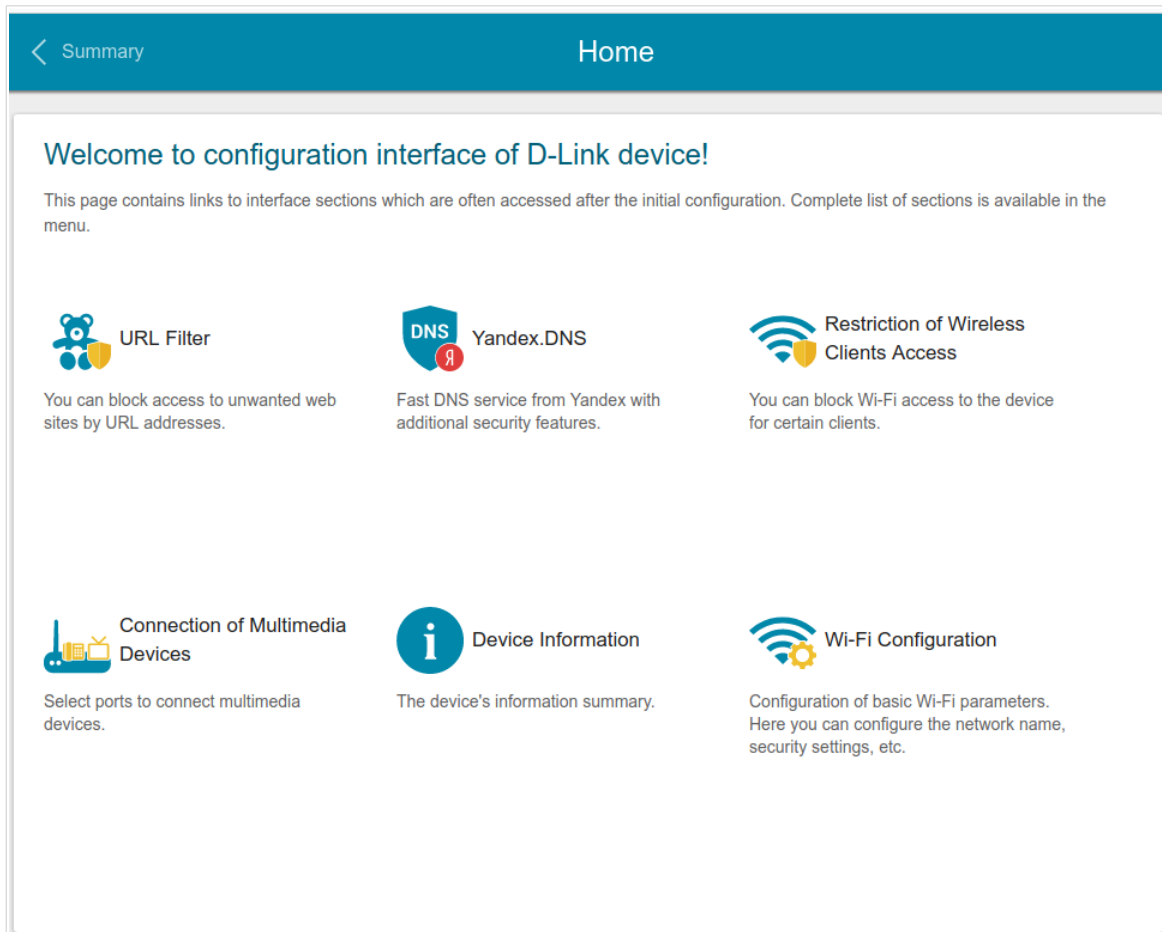 Summary
Home
Welcome to configuration interface of D-Link device!
This page contains links to interface sections which are often accessed after the initial configuration. Complete list of sections is available in the
menu.
URL Filter
You can block access to unwanted web
sites by URL addresses.
DNS
Я
Yandex.DNS
Fast DNS service from Yandex with
additional security features.
Restriction of Wireless
Clients Access
You can block Wi-Fi access to the device
for certain clients.
Connection of Multimedia
Devices
Select ports to connect multimedia
devices.
i
Device Information
The device's information summary.
Wi-Fi Configuration
Configuration of basic Wi-Fi parameters.
Here you can configure the network name,
security settings, etc.